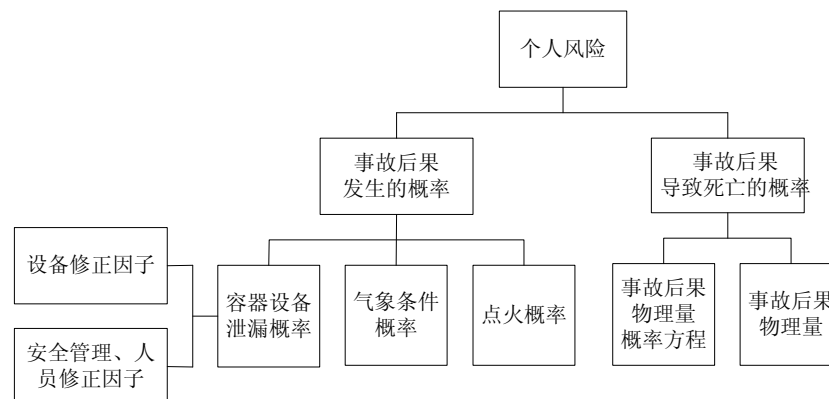 个人风险
事故后果
发生的概率
事故后果
导致死亡的概率
设备修正因子
安全管理、人
员修正因子
容器设备
泄漏概率
气象条件
概率
点火概率
事故后果
物理量
概率方程
事故后果
物理量